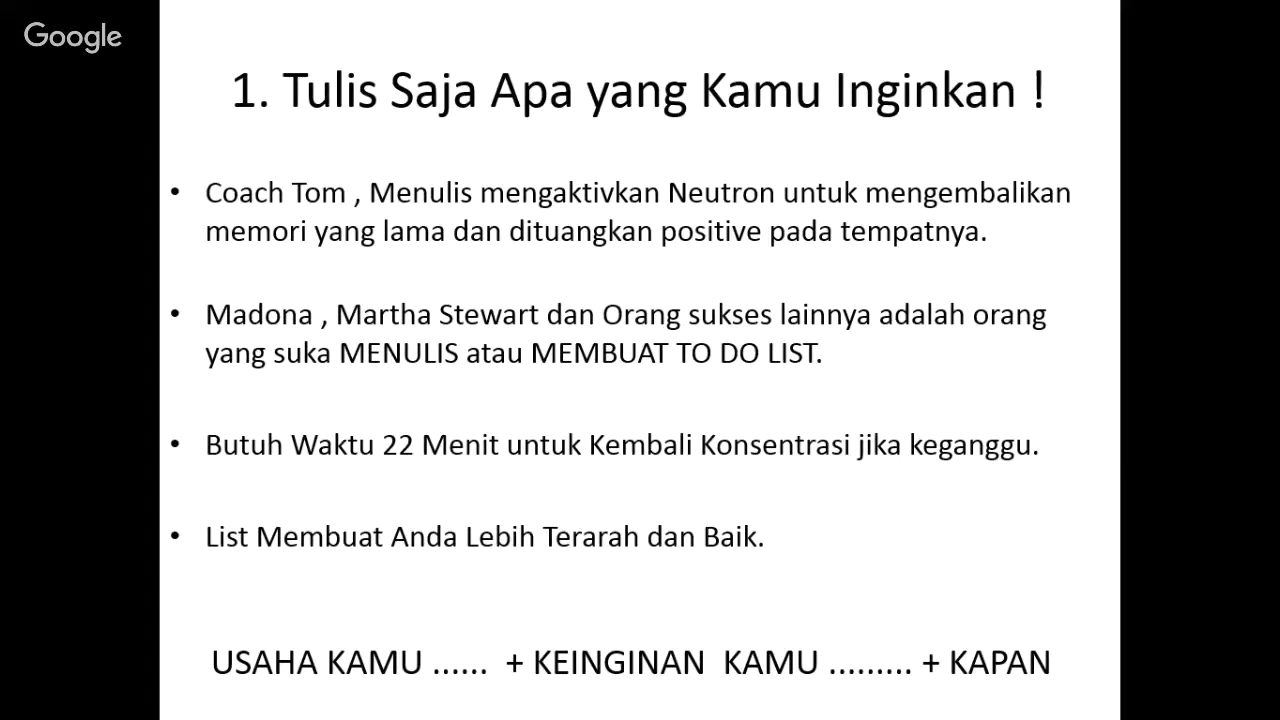 Google
1. Tulis Saja Apa yang Kamu Inginkan !
• Coach Tom , Menulis mengaktivkan Neutron untuk mengembalikan
memori yang lama dan dituangkan positive pada tempatnya.
• Madona , Martha Stewart dan Orang sukses lainnya adalah orang
yang suka MENULIS atau MEMBUAT TO DO LIST.
• Butuh Waktu 22 Menit untuk Kembali Konsentrasi jika keganggu.
• List Membuat Anda Lebih Terarah dan Baik.
USAHA KAMU ...... + KEINGINAN KAMU ......... + KAPAN